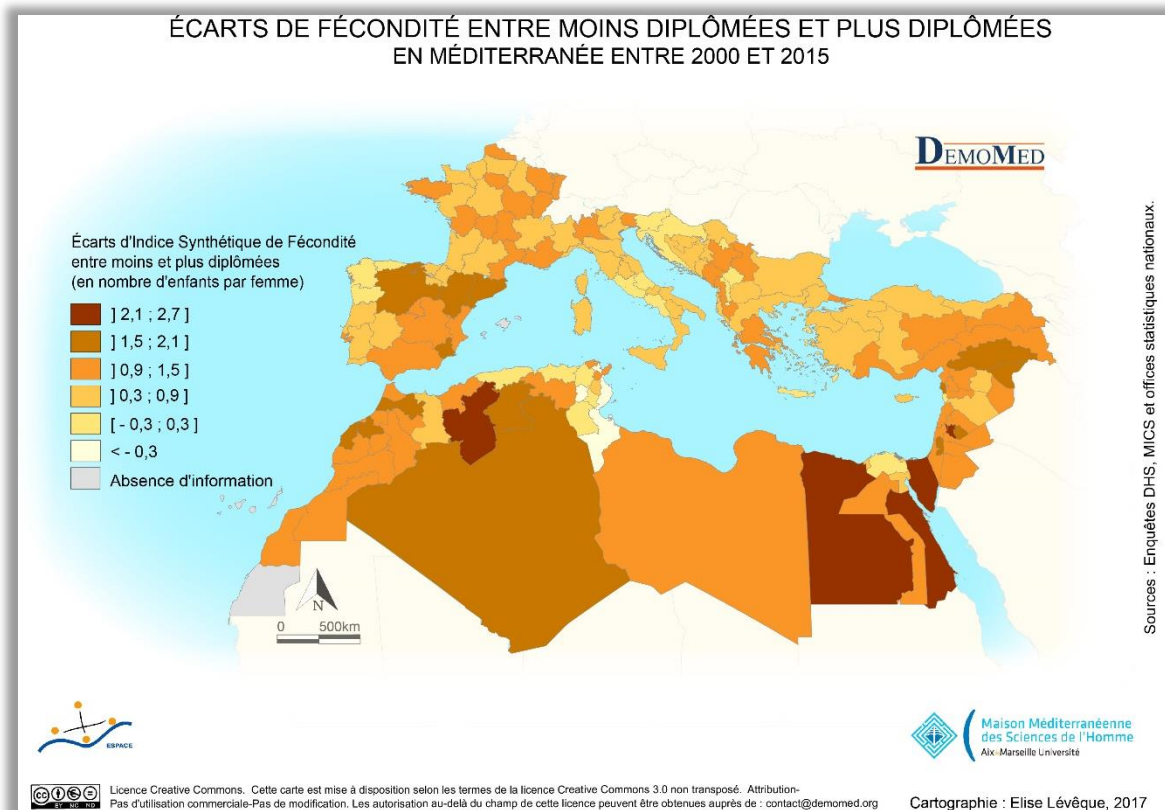 ÉCARTS DE FÉCONDITÉ ENTRE MOINS DIPLÔMÉES ET PLUS DIPLÔMÉES
EN MÉDITERRANÉE ENTRE 2000 ET 2015
DEMOMED
Écarts d'Indice Synthétique de Fécondité
entre moins et plus diplômées
(en nombre d'enfants par femme)
] 2,1 ; 2,7 ]
] 1,5 ; 2,1 ]
] 0,9 ; 1,5 ]
] 0,3 ; 0,9 ]
[ - 0,3 ; 0,3 ]
< - 0,3
Absence d'information
N
0 500km
Sources : Enquêtes DHS, MICS et offices statistiques nationaux.
ESPACE
Maison Méditerranéenne
des Sciences de l'Homme
Aix*Marseille Université
CC BY NC ND
Licence Creative Commons. Cette carte est mise à disposition selon les termes de la licence Creative Commons 3.0 non transposé. Attribution-
Pas d'utilisation commerciale-Pas de modification. Les autorisation au-delà du champ de cette licence peuvent être obtenues auprès de : contact@demomed.org
Cartographie : Elise Lévêque, 2017